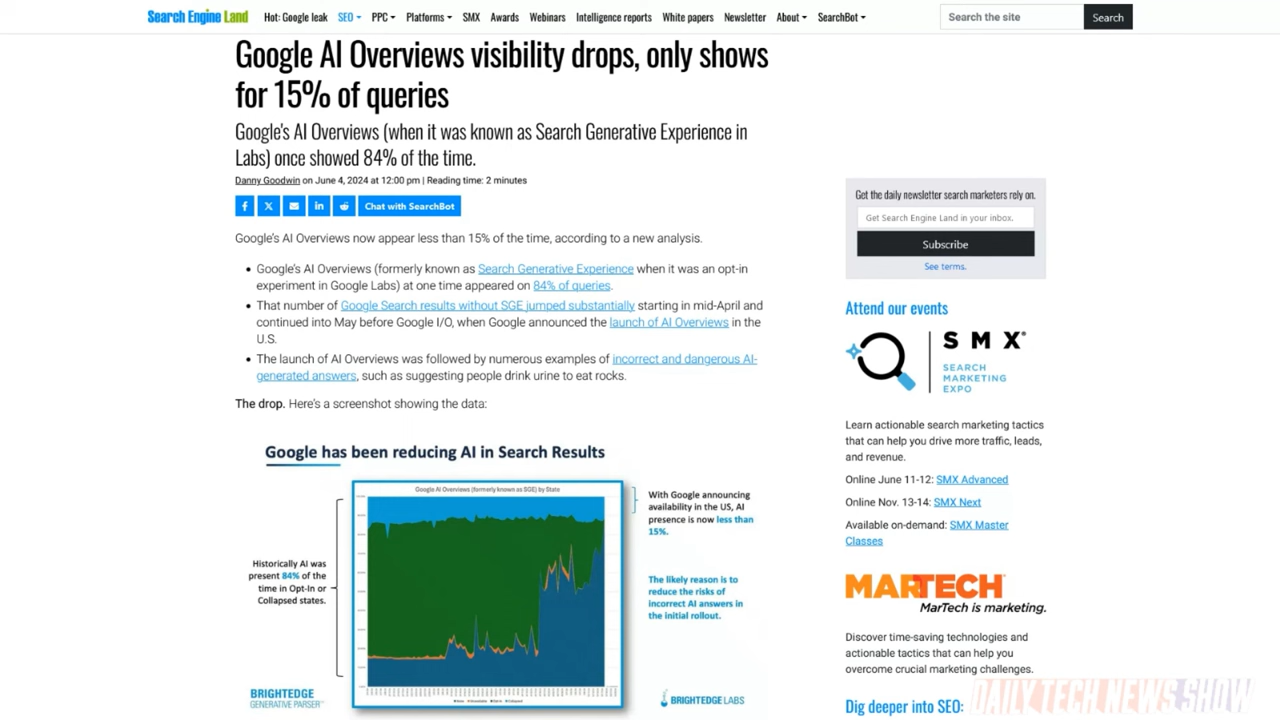 Search Engine Land
Hot: Google leak SEO PPC Platforms SMX Awards Webinars Intelligence reports White papers Newsletter About SearchBot
Search the site Search
Google AI Overviews visibility drops, only shows
for 15% of queries
Google's AI Overviews (when it was known as Search Generative Experience in
Labs) once showed 84% of the time.
Danny Goodwin on June 4, 2024 at 12:00 pm | Reading time: 2 minutes
Chat with SearchBot
Google's AI Overviews now appear less than 15% of the time, according to a new analysis.
Google's AI Overviews (formerly known as Search Generative Experience when it was an opt-in
experiment in Google Labs) at one time appeared on 84% of queries.
That number of Google Search results without SGE jumped substantially starting in mid-April and
continued into May before Google I/O, when Google announced the launch of AI Overviews in the
U.S.
The launch of AI Overviews was followed by numerous examples of incorrect and dangerous AI-
generated answers, such as suggesting people drink urine to eat rocks.
The drop. Here's a screenshot showing the data:
Google has been reducing AI in Search Results
Google AI Overviews (formerly known as SGE) by State
Historically AI was
present 84% of the
time in Opt-In or
Collapsed states.
With Google announcing
availability in the US, AI
presence is now less than
15%.
The likely reason is to
reduce the risks of
incorrect AI answers in
the initial rollout.
BRIGHTEDGE
GENERATIVE PARSER
BRIGHTEDGE LABS
Get the daily newsletter search marketers rely on.
Get Search Engine Land in your inbox.
Subscribe
See terms.
Attend our events
SMX
SEARCH
MARKETING
EXPO
Learn actionable search marketing tactics
that can help you drive more traffic, leads,
and revenue.
Online June 11-12: SMX Advanced
Online Nov. 13-14: SMX Next
Available on-demand: SMX Master
Classes
MARTECH
MarTech is marketing.
Discover time-saving technologies and
actionable tactics that can help you
overcome crucial marketing challenges.
Dig deeper into SEO:
DAILY TECH NEWS SHOW